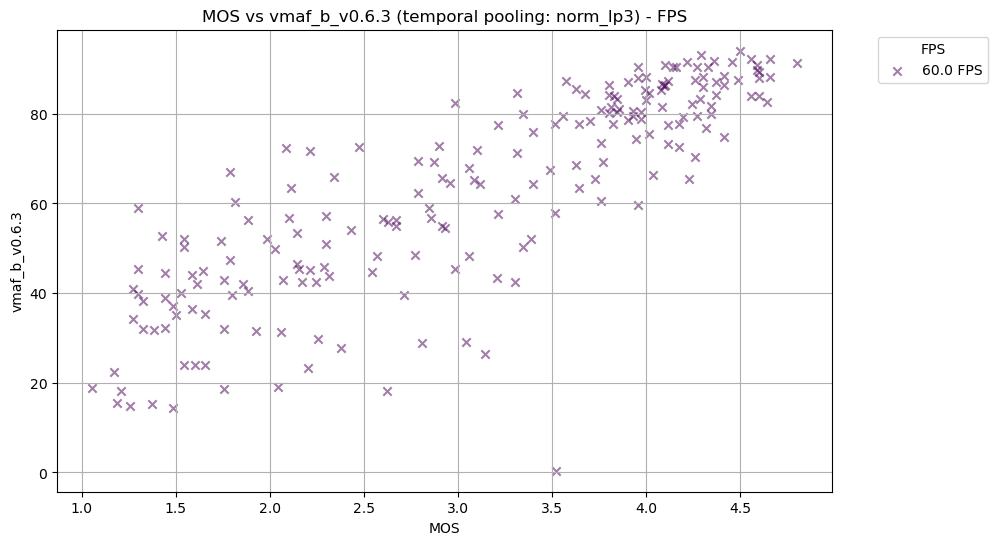 MOS vs vmaf_b_v0.6.3 (temporal pooling: norm_lp3) - FPS
FPS
60.0 FPS
vmaf_b_v0.6.3
80
60
40
20
0
1.0 1.5 2.0 2.5 3.0 3.5 4.0 4.5
MOS